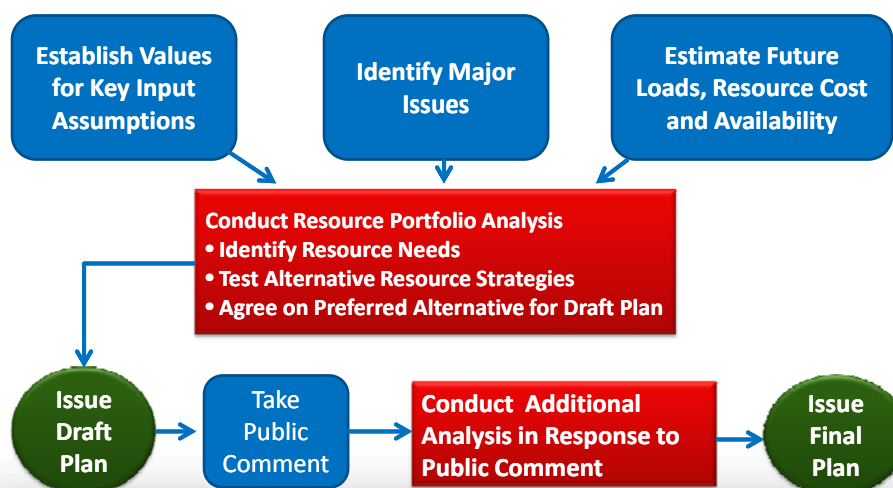 Establish Values
for Key Input
Assumptions
Identify Major
Issues
Estimate Future
Loads, Resource Cost
and Availability
Conduct Resource Portfolio Analysis
• Identify Resource Needs
• Test Alternative Resource Strategies
• Agree on Preferred Alternative for Draft Plan
Issue
Draft
Plan
Take
Public
Comment
Conduct Additional
Analysis in Response to
Public Comment
Issue
Final
Plan